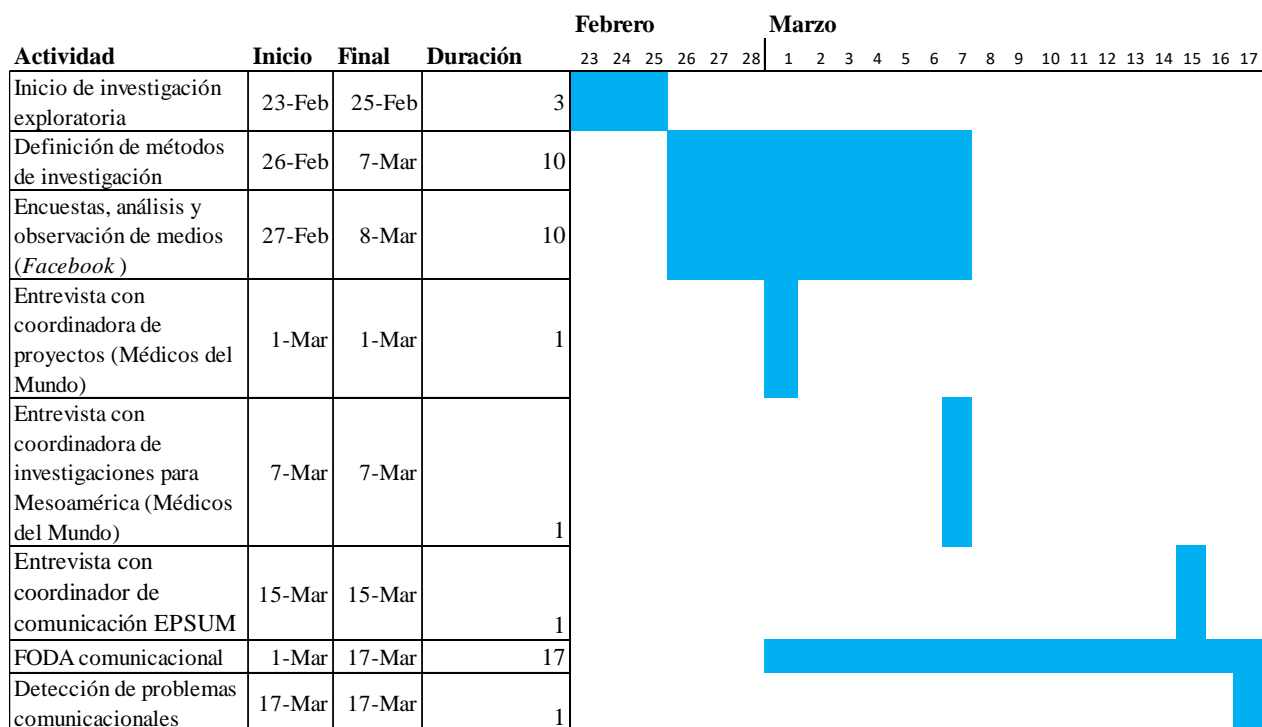 Febrero Marzo
Actividad Inicio Final Duración 23 24 25 26 27 28 1 2 3 4 5 6 7 8 9 10 11 12 13 14 15 16 17
Inicio de investigación
exploratoria 23-Feb 25-Feb 3
Definición de métodos
de investigación 26-Feb 7-Mar 10
Encuestas, análisis y
observación de medios
(Facebook ) 27-Feb 8-Mar 10
Entrevista con
coordinadora de
proyectos (Médicos del
Mundo) 1-Mar 1-Mar 1
Entrevista con
coordinadora de
investigaciones para
Mesoamérica (Médicos
del Mundo) 7-Mar 7-Mar 1
Entrevista con
coordinador de
comunicación EPSUM 15-Mar 15-Mar 1
FODA comunicacional 1-Mar 17-Mar 17
Detección de problemas
comunicacionales 17-Mar 17-Mar 1